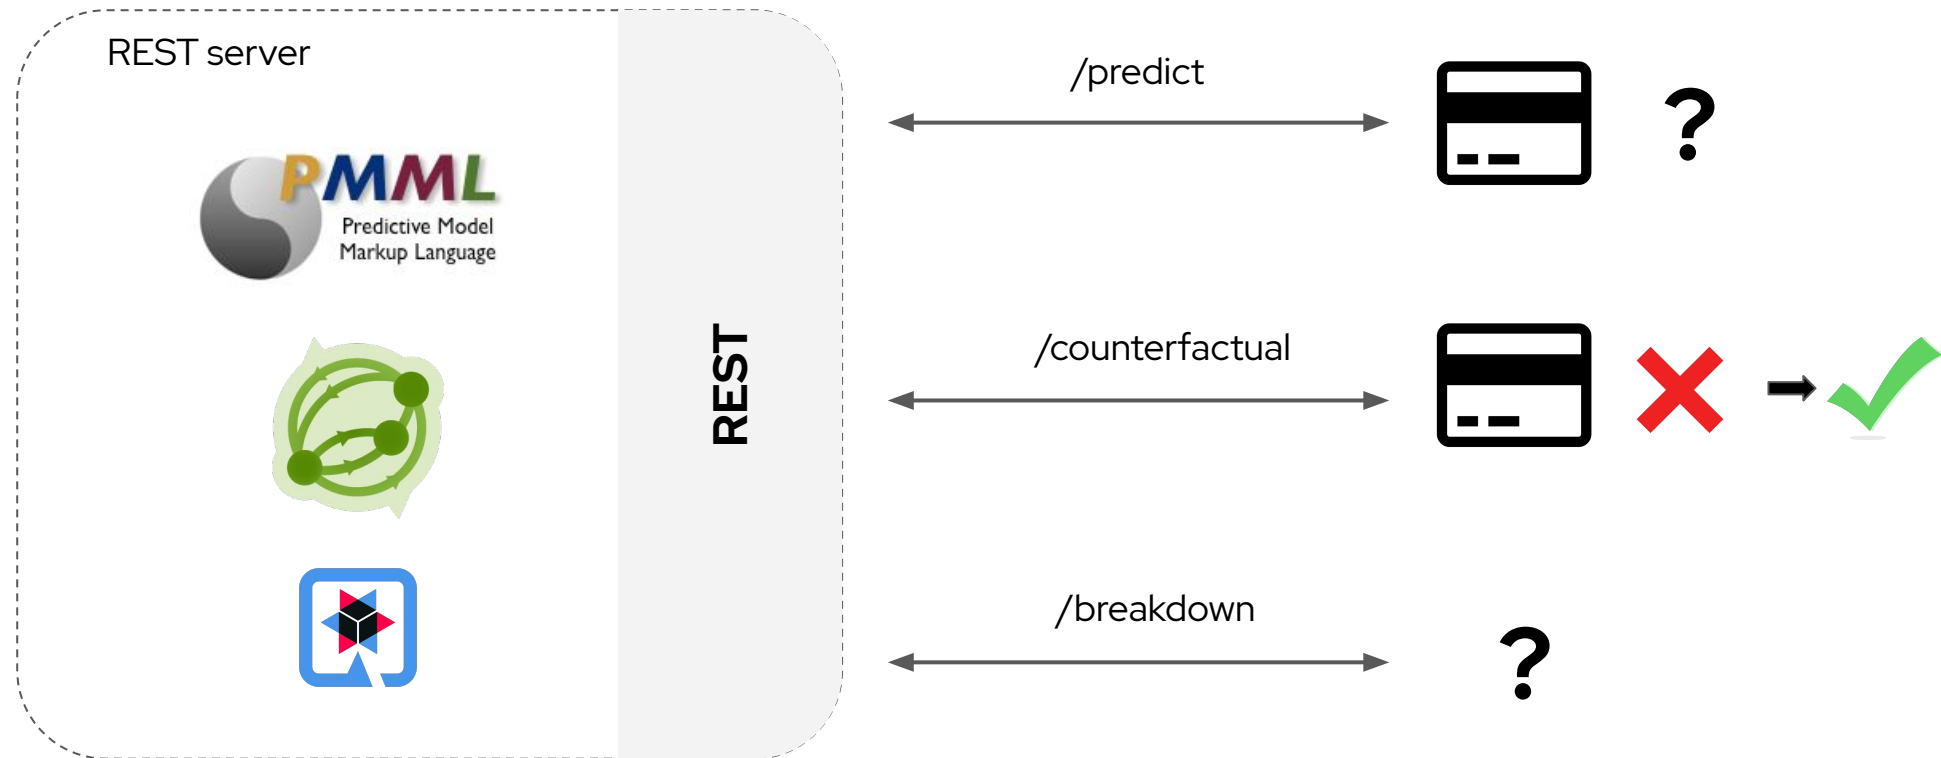 REST server
PMML
Predictive Model
Markup Language
REST
/predict
?
/counterfactual
/breakdown
?